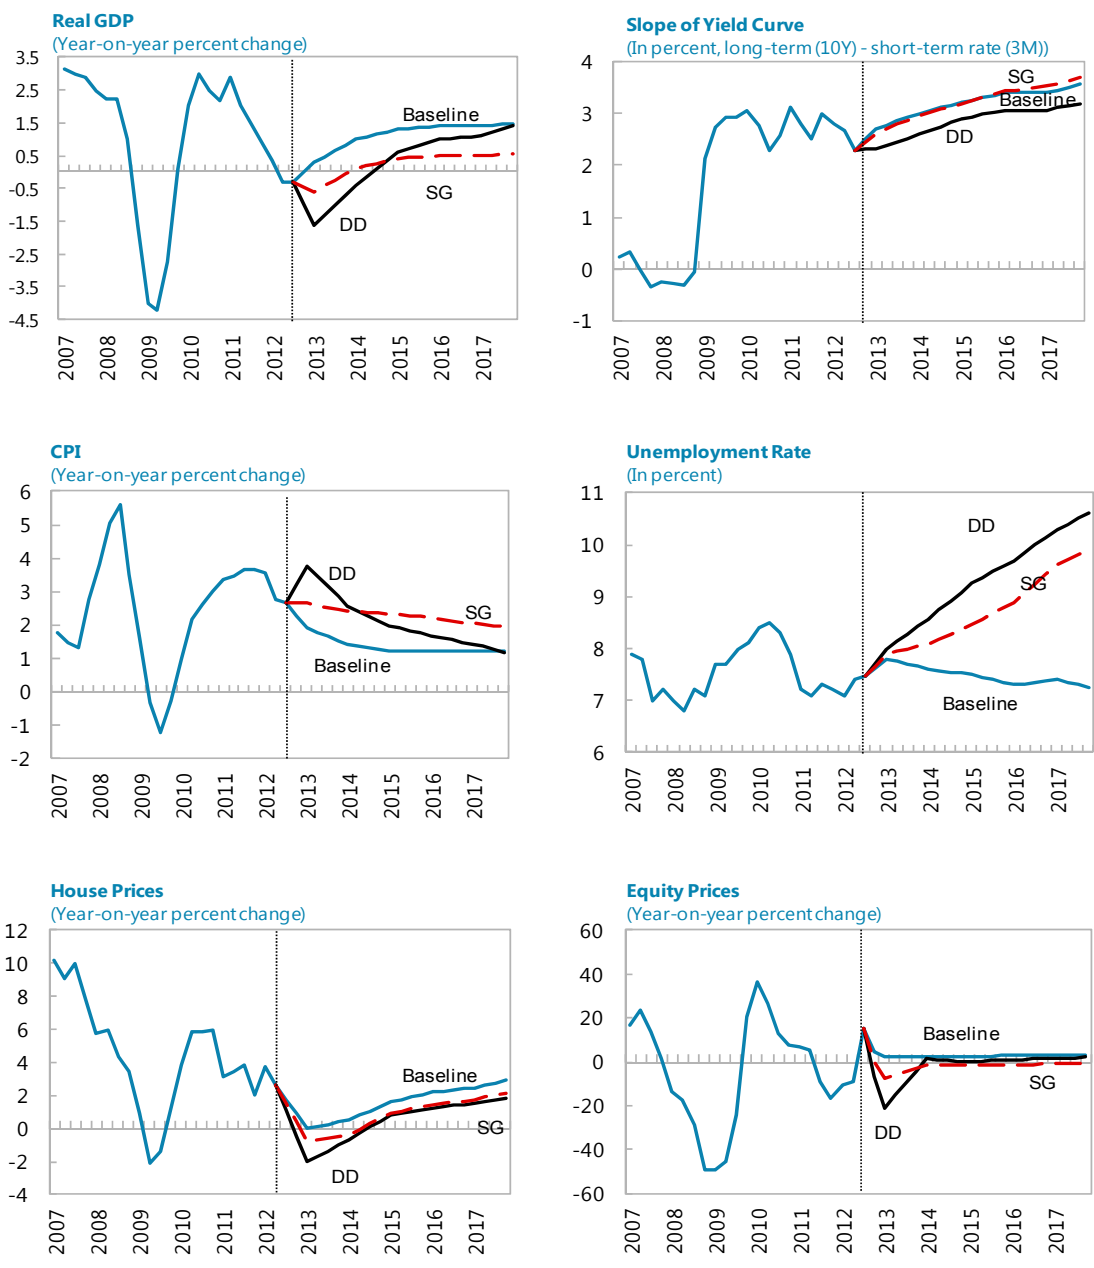 Real GDP
(Year-on-year percent change)
3.5
2.5
1.5
0.5
-0.5
-1.5
-2.5
-3.5
-4.5
Baseline
SG
DD
2007 2008 2009 2010 2011 2012 2013 2014 2015 2016 2017
Slope of Yield Curve
(In percent, long-term (10Y) - short-term rate (3M))
4
3
2
1
0
-1
SG
Baseline
DD
2007 2008 2009 2010 2011 2012 2013 2014 2015 2016 2017
CPI
(Year-on-year percent change)
6
5
4
3
2
1
0
-1
-2
DD
SG
Baseline
2007 2008 2009 2010 2011 2012 2013 2014 2015 2016 2017
Unemployment Rate
(In percent)
11
10
9
8
7
6
DD
SG
Baseline
2007 2008 2009 2010 2011 2012 2013 2014 2015 2016 2017
House Prices
(Year-on-year percent change)
12
10
8
6
4
2
0
-2
-4
Baseline
SG
DD
2007 2008 2009 2010 2011 2012 2013 2014 2015 2016 2017
Equity Prices
(Year-on-year percent change)
60
40
20
0
-20
-40
-60
Baseline
SG
DD
2007 2008 2009 2010 2011 2012 2013 2014 2015 2016 2017